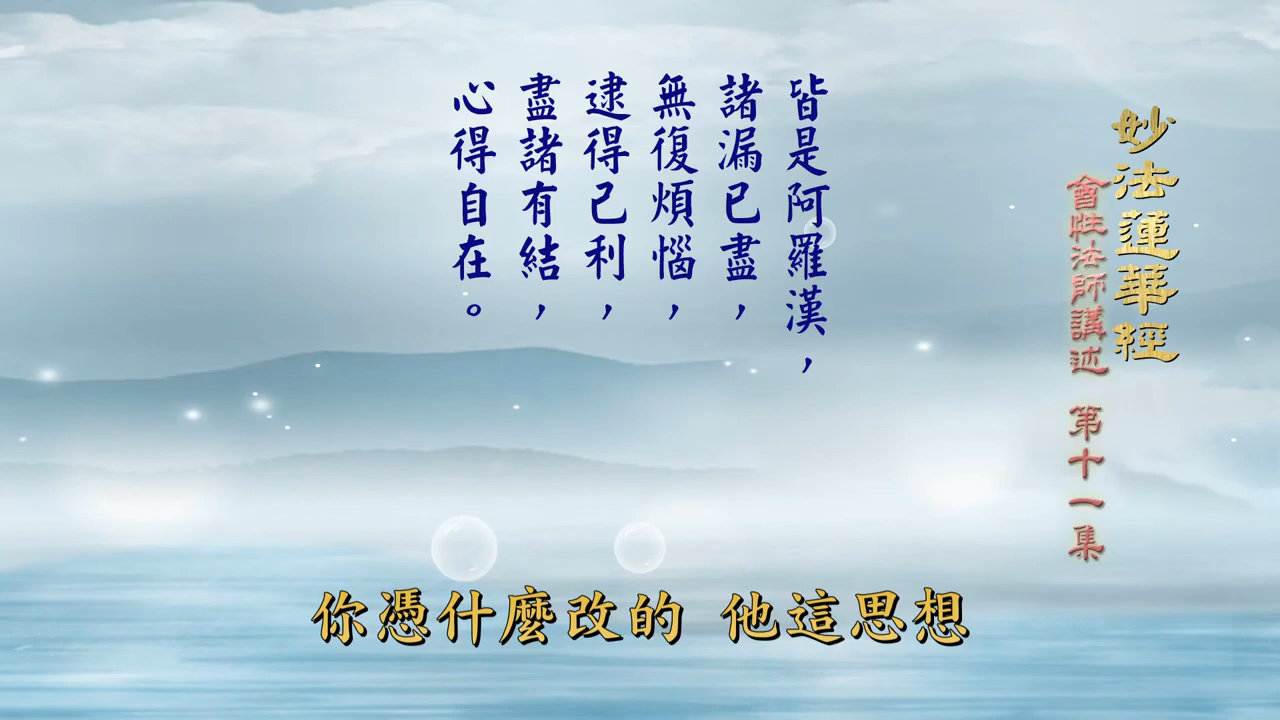 妙法蓮華經
會性法師講述 第十一集
皆是阿羅漢，
諸漏已盡，
無復煩惱，
逮得己利，
盡諸有結，
心得自在。
你憑什麼改的 他這思想